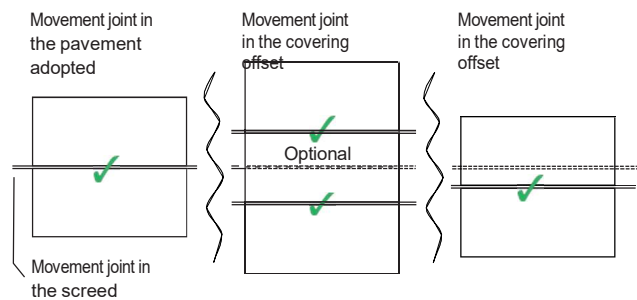 Movement joint in
the pavement
adopted
Movement joint
in the covering
offset
Movement joint
in the covering
offset
Optional
Movement joint in
the screed